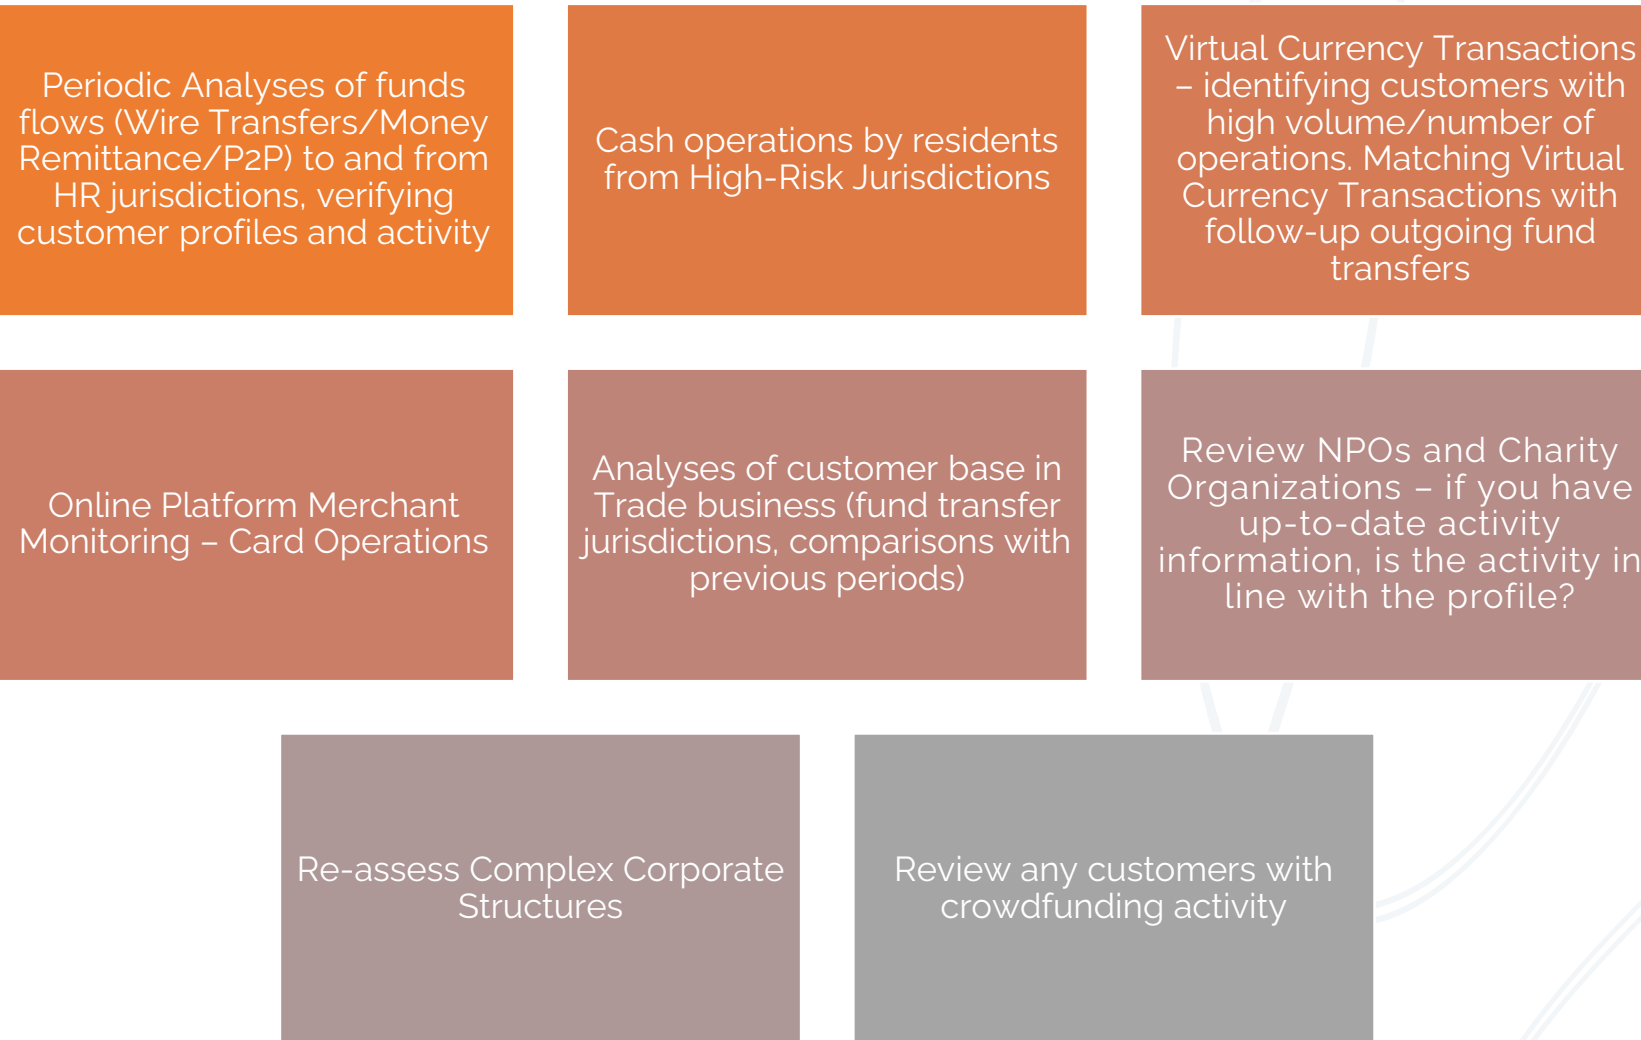 Periodic Analyses of funds
flows (Wire Transfers/Money
Remittance/P2P) to and from
HR jurisdictions, verifying
customer profiles and activity
Cash operations by residents
from High-Risk Jurisdictions
Virtual Currency Transactions
– identifying customers with
high volume/number of
operations. Matching Virtual
Currency Transactions with
follow-up outgoing fund
transfers
Online Platform Merchant
Monitoring – Card Operations
Analyses of customer base in
Trade business (fund transfer
jurisdictions, comparisons with
previous periods)
Review NPOs and Charity
Organizations – if you have
up-to-date activity
information, is the activity in
line with the profile?
Re-assess Complex Corporate
Structures
Review any customers with
crowdfunding activity